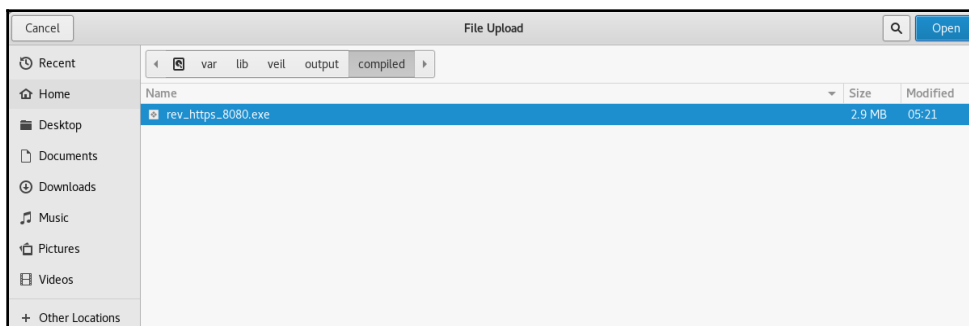 Cancel File Upload Open
Recent var lib veil output compiled
Home Name Size Modified
rev_https_8080.exe 2.9 MB 05:21
Desktop
Documents
Downloads
Music
Pictures
Videos
+ Other Locations